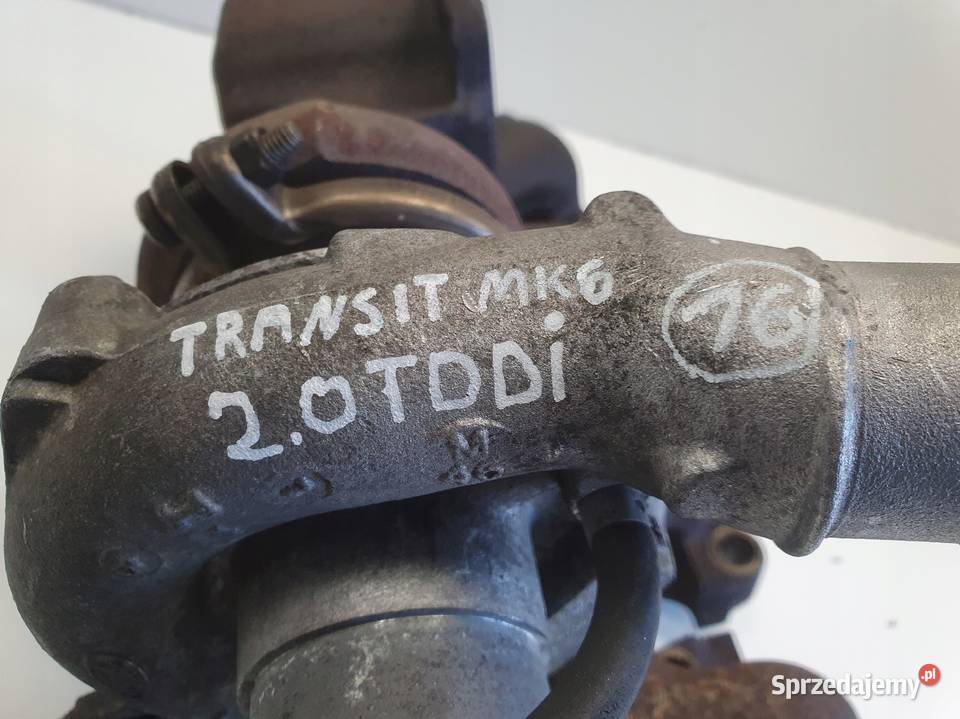 TRANSIT MK6 16
2.0TDDi
M
Sprzedajemy.pl